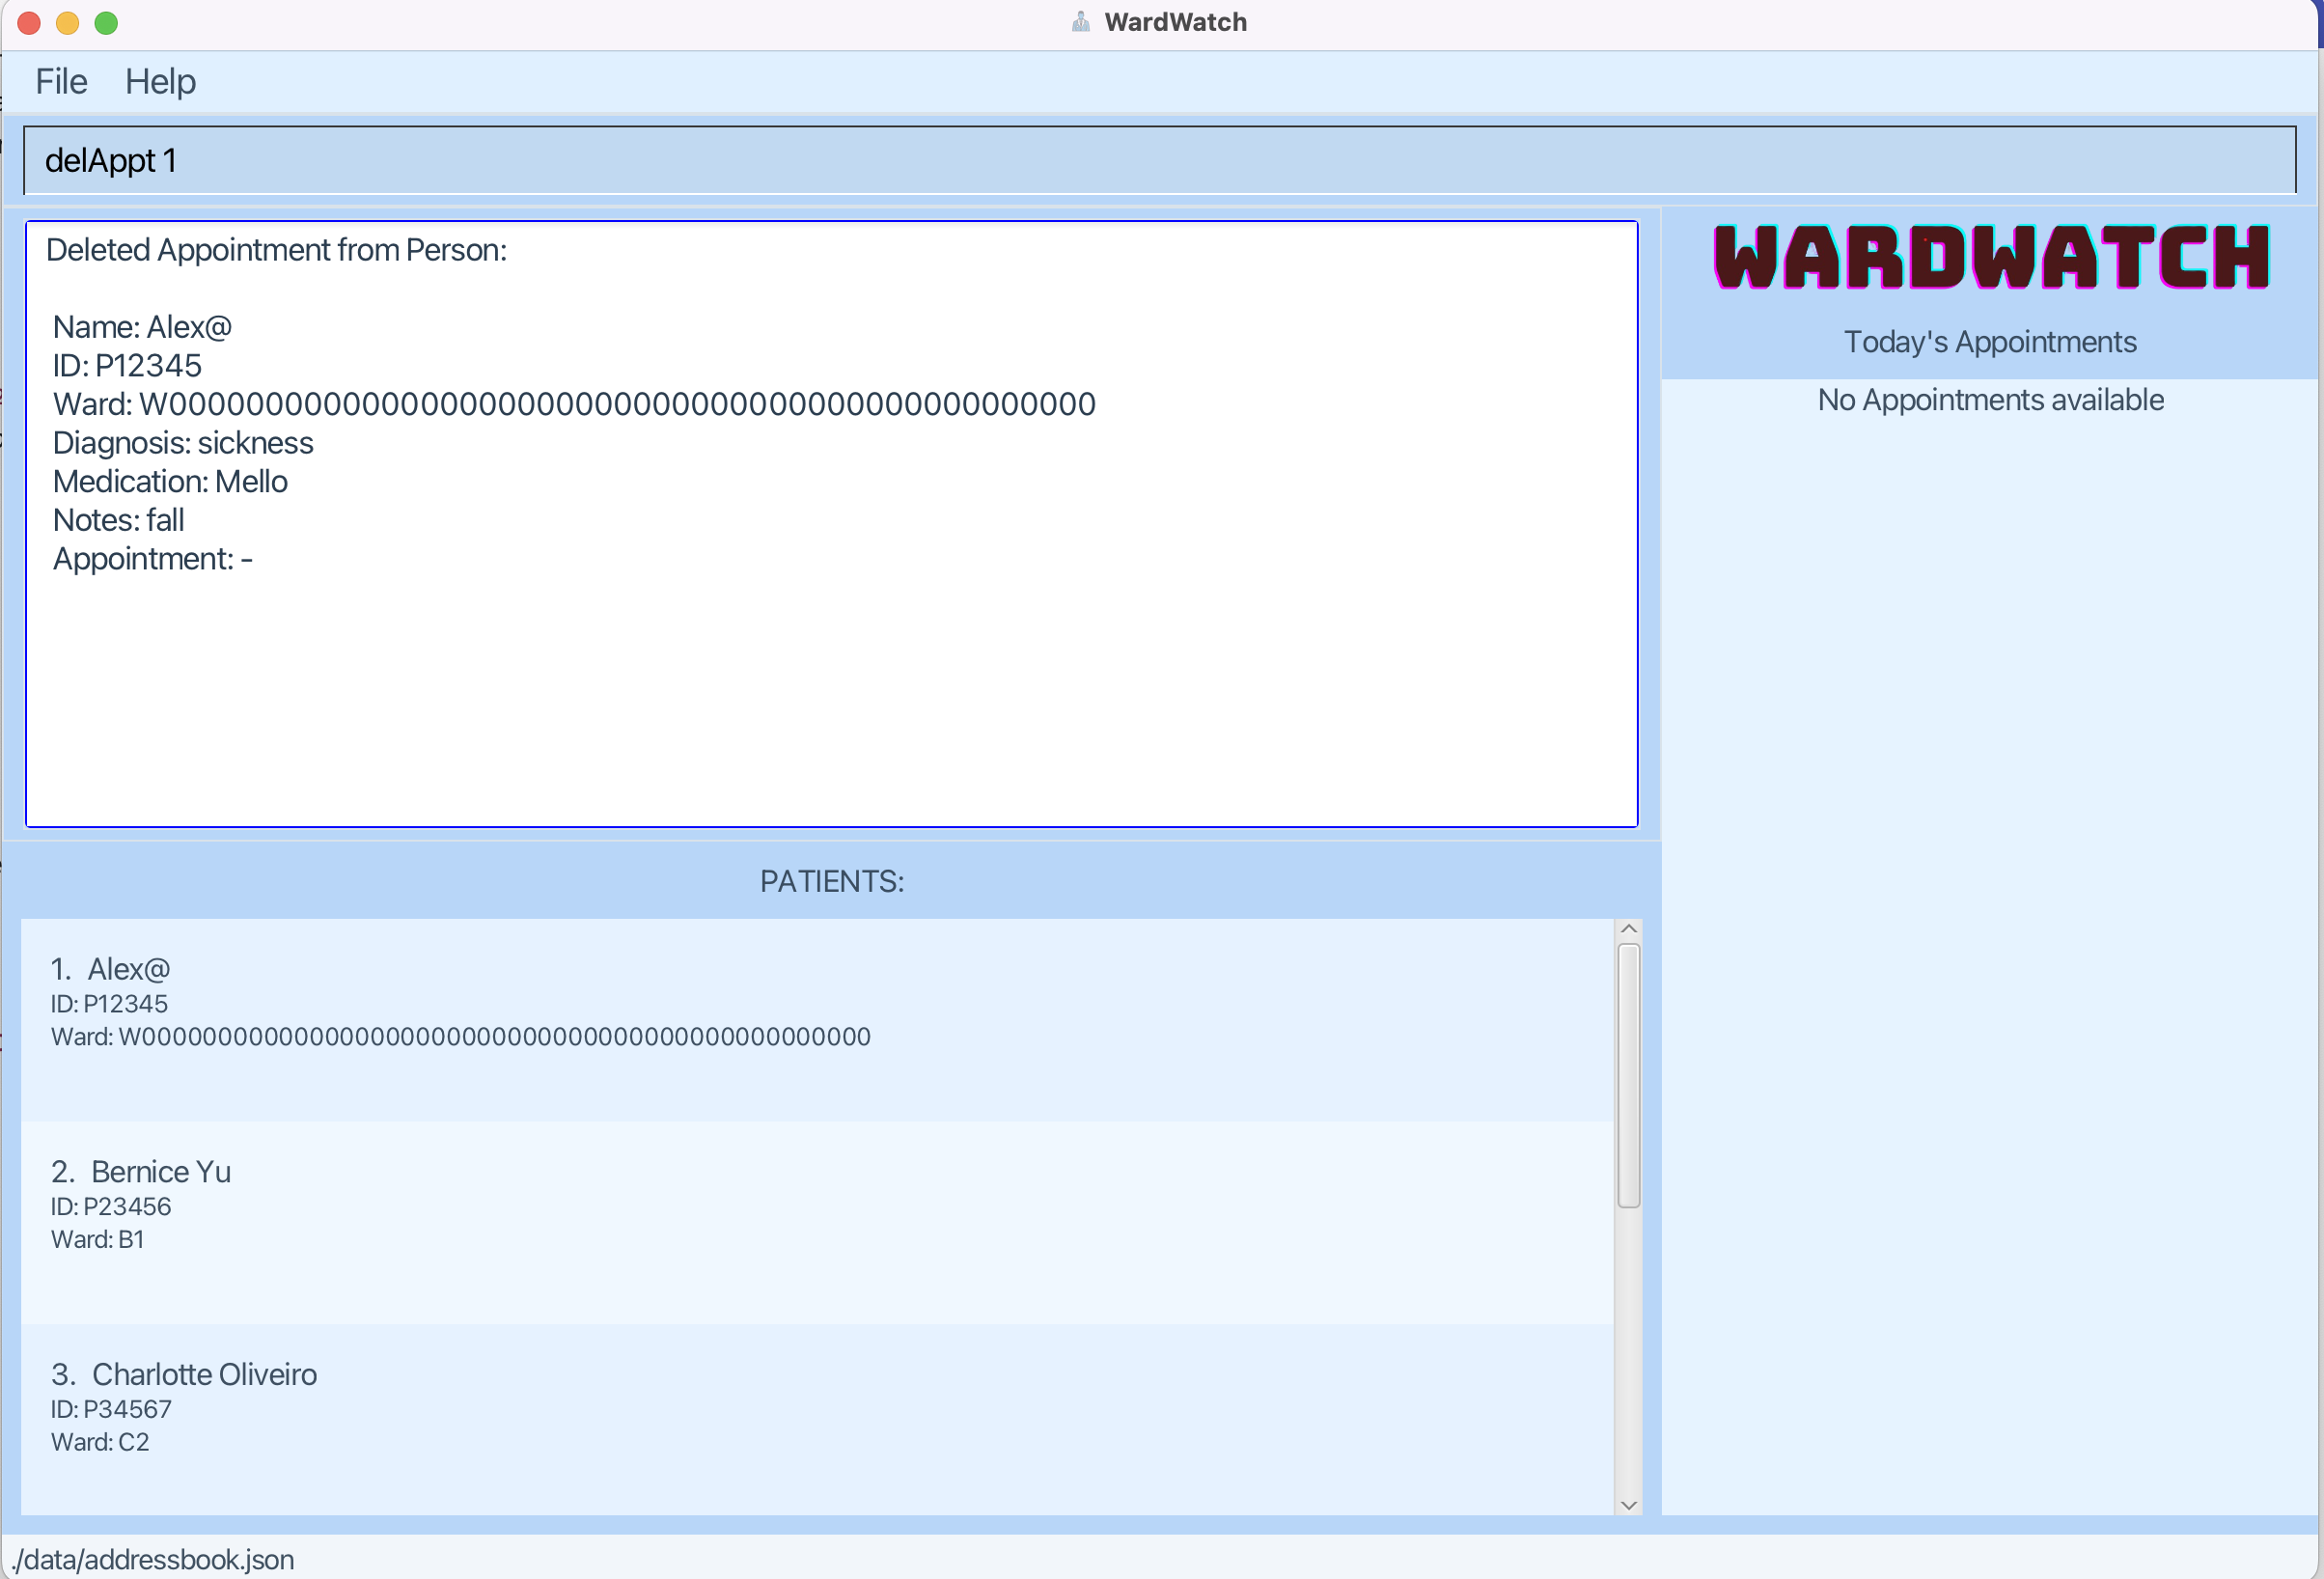 WardWatch
File Help
delAppt 1
Deleted Appointment from Person:
Name: Alex@
ID: P12345
Ward: W000000000000000000000000000000000000000000000000
Diagnosis: sickness
Medication: Mello
Notes: fall
Appointment: -
WARDWATCH
Today's Appointments
No Appointments available
PATIENTS:
1. Alex@
ID: P12345
Ward: W000000000000000000000000000000000000000000000000
2. Bernice Yu
ID: P23456
Ward: B1
3. Charlotte Oliveiro
ID: P34567
Ward: C2
./data/addressbook.json